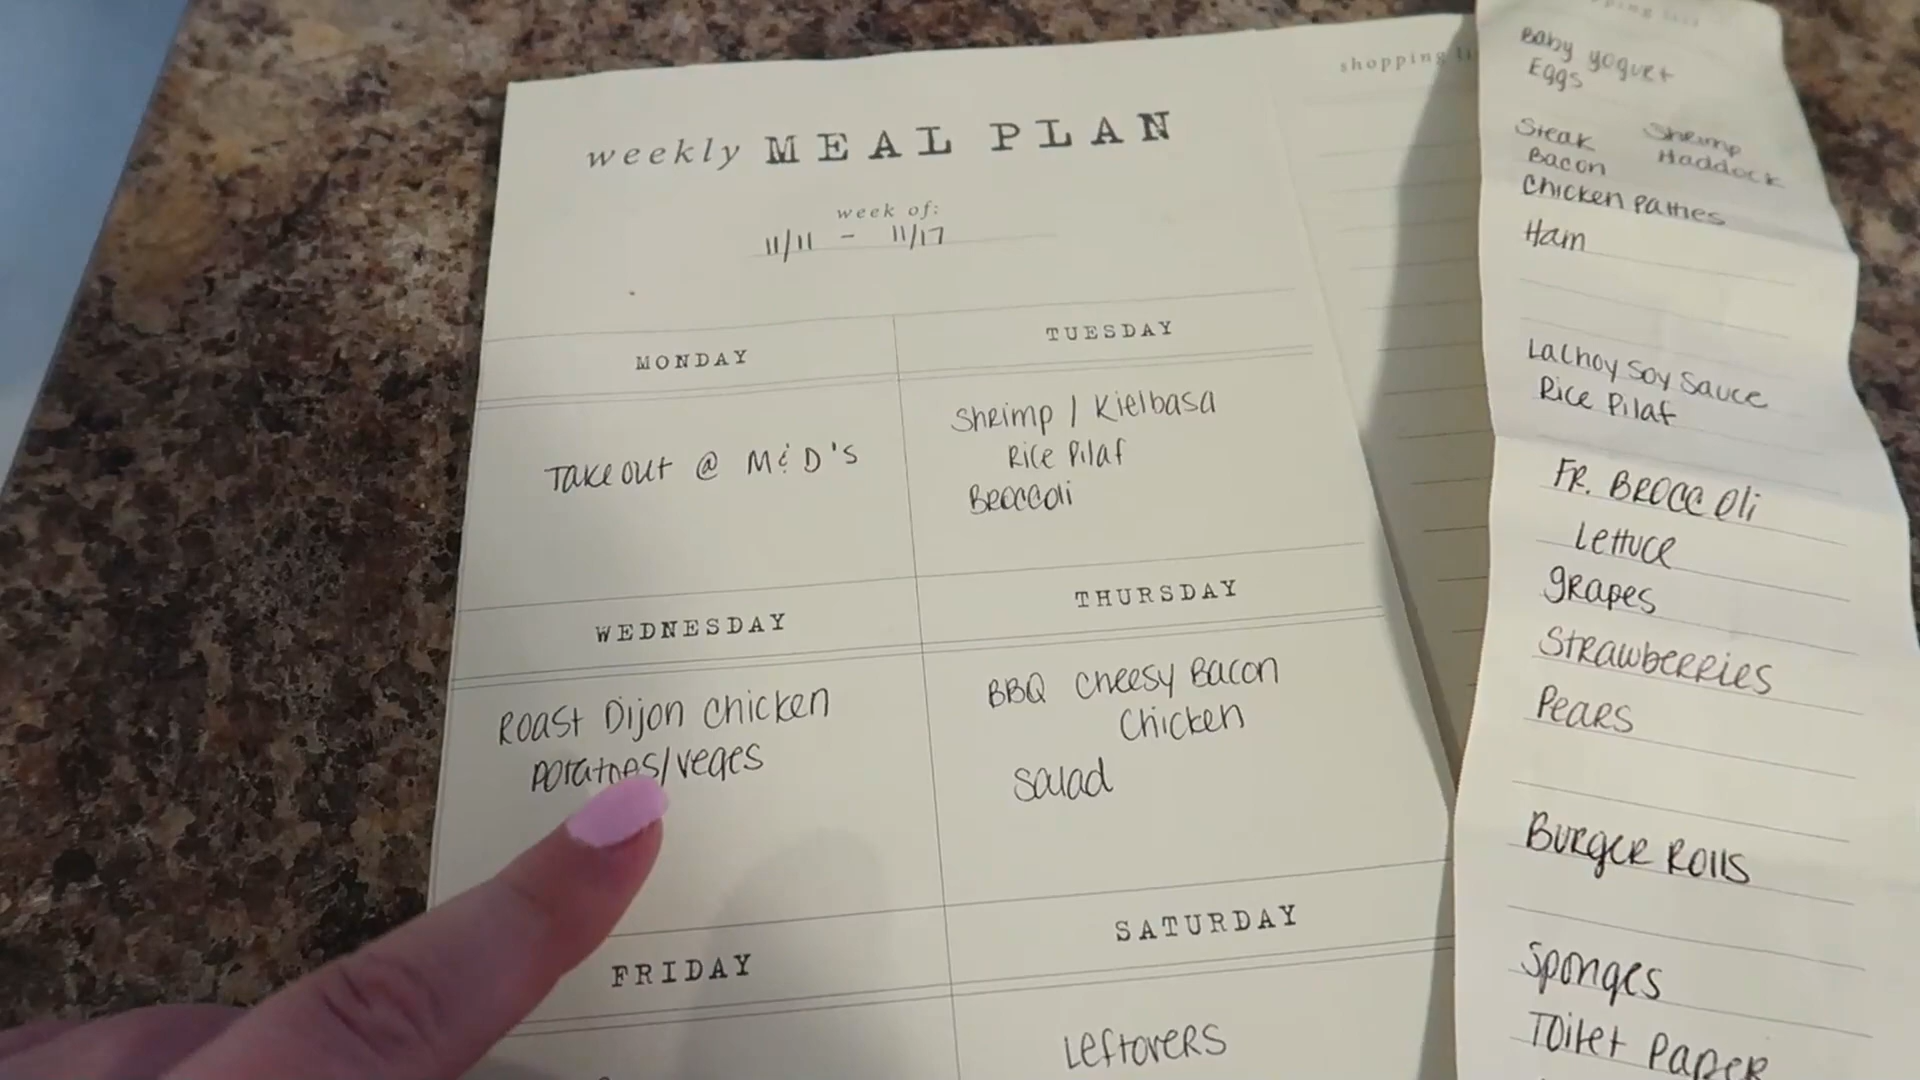 weekly MEAL PLAN
week of:
11/11 - 11/17
MONDAY
Takeout @ M & D's
TUESDAY
Shrimp / Kielbasa
Rice Pilaf
Broccoli
WEDNESDAY
Roast Dijon Chicken
Potatoes/veges
THURSDAY
BBQ Cheesy Bacon
Chicken
Salad
FRIDAY
SATURDAY
Leftovers
shopping
list
Baby yogurt
Eggs
Steak Shrimp
Bacon Haddock
Chicken Patties
Ham
LaChoy Soy Sauce
Rice Pilaf
FR. BROCCOli
Lettuce
grapes
Strawberries
Pears
Burger Rolls
Sponges
Toilet Paper